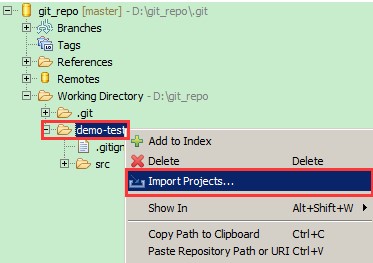 git_repo [master] - D:\git_repo\.git
Branches
Tags
References
Remotes
Working Directory - D:\git_repo
.git
demo-test
.gitign
src
Add to Index
Delete Delete
Import Projects...
Show In Alt+Shift+W
Copy Path to Clipboard Ctrl+C
Paste Repository Path or URI Ctrl+V